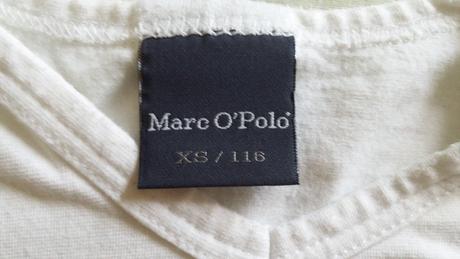 Marc O'Polo
XS / 116